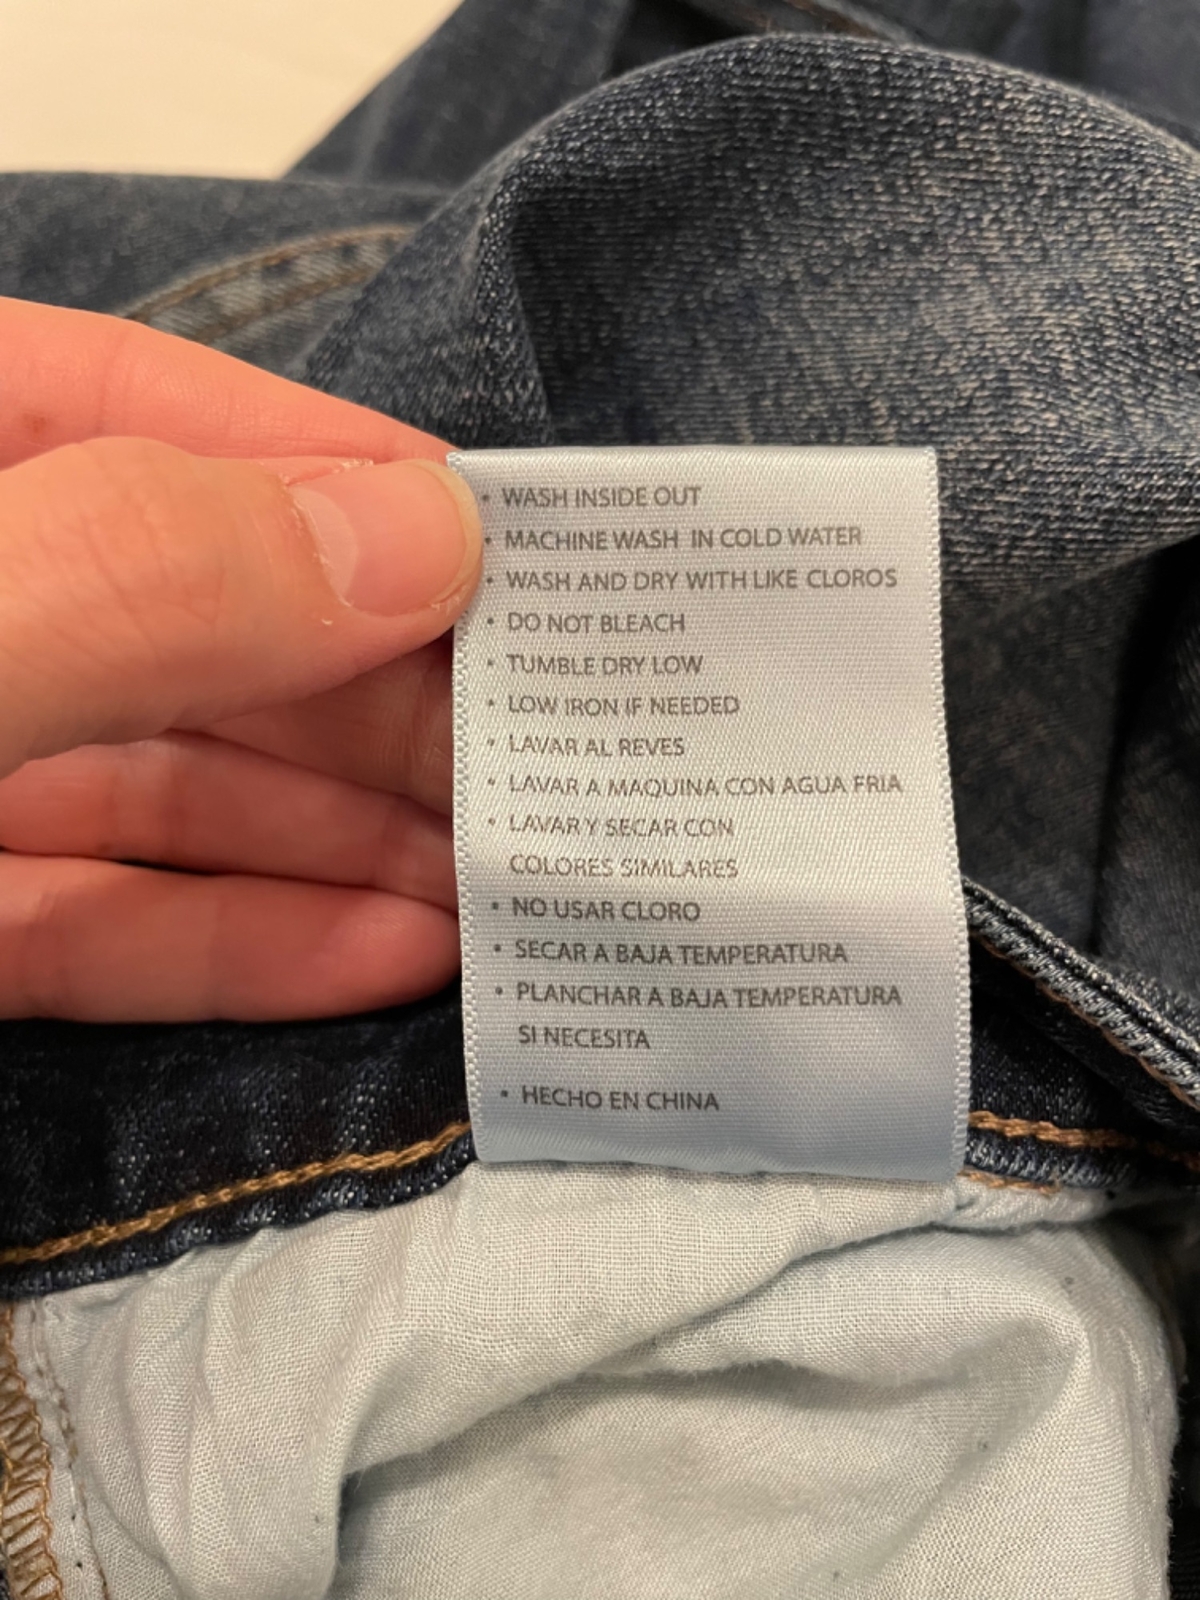 • WASH INSIDE OUT
• MACHINE WASH IN COLD WATER
• WASH AND DRY WITH LIKE CLOROS
• DO NOT BLEACH
• TUMBLE DRY LOW
• LOW IRON IF NEEDED
• LAVAR AL REVES
• LAVAR A MAQUINA CON AGUA FRIA
• LAVAR Y SECAR CON
COLORES SIMILARES
• NO USAR CLORO
• SECAR A BAJA TEMPERATURA
• PLANCHAR A BAJA TEMPERATURA
SI NECESITA
• HECHO EN CHINA